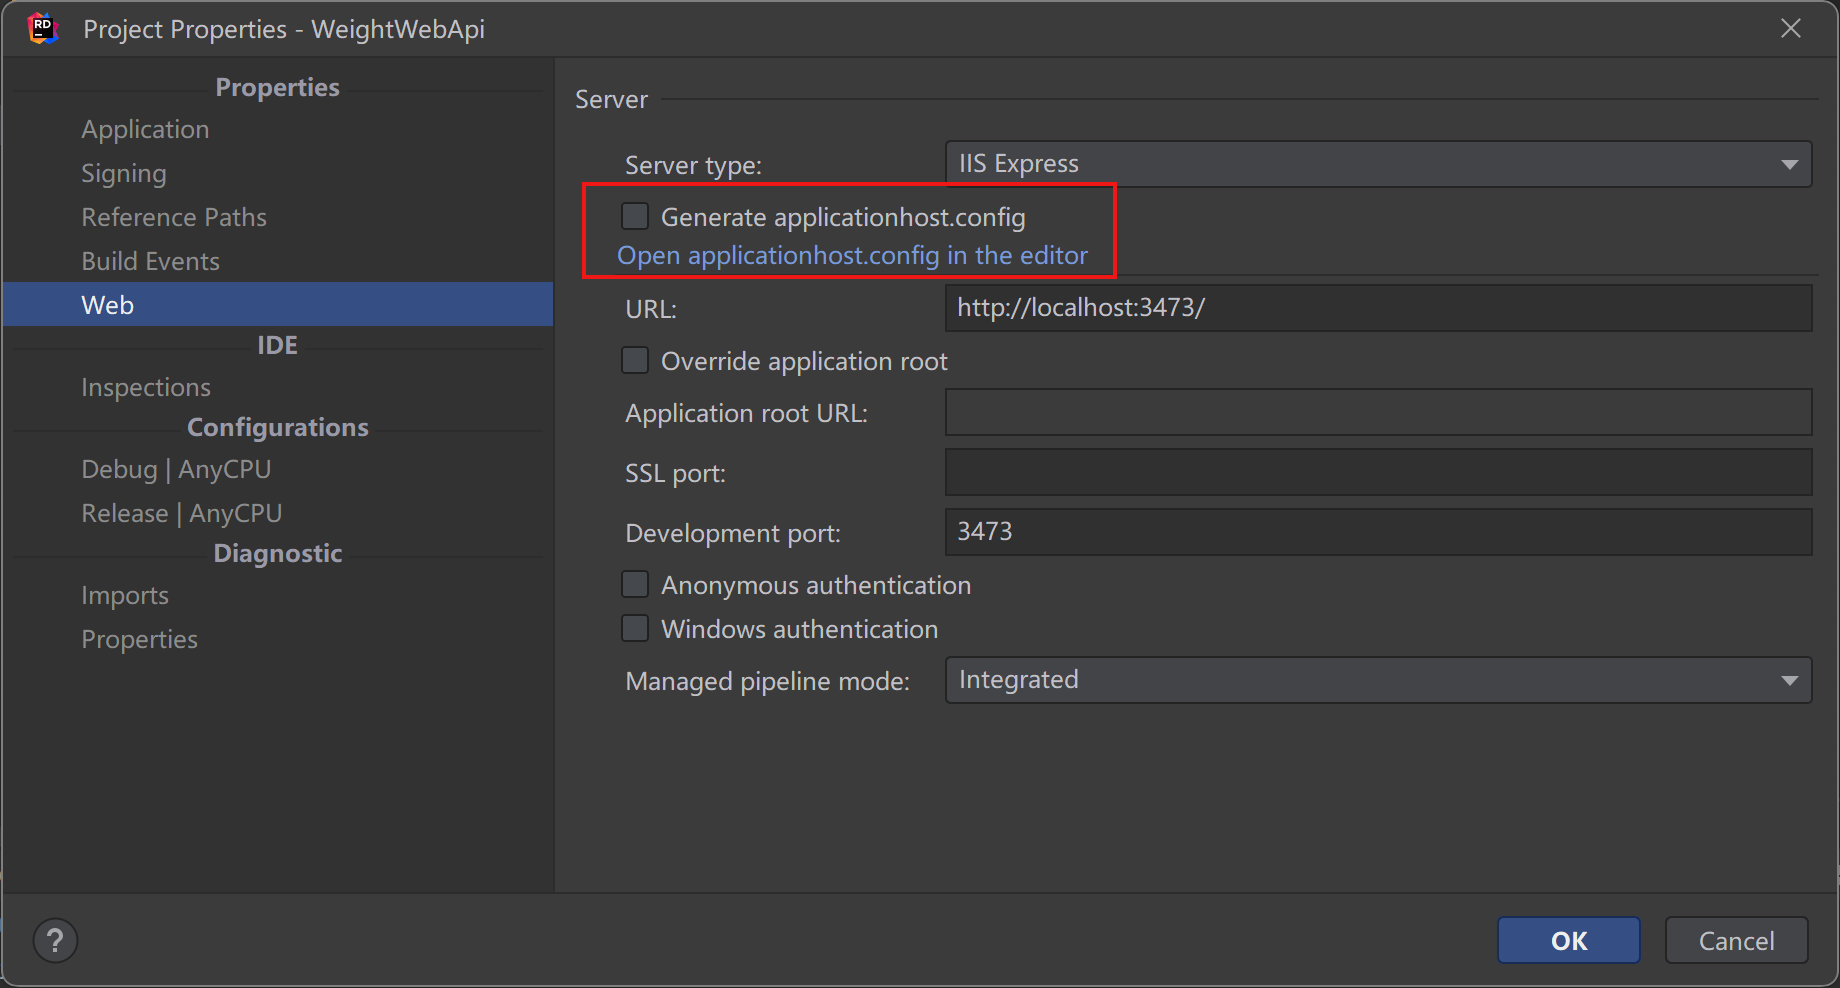 RD
Project Properties - WeightWebApi
Properties
Application
Signing
Reference Paths
Build Events
Web
IDE
Inspections
Configurations
Debug | AnyCPU
Release | AnyCPU
Diagnostic
Imports
Properties
Server
Server type: IIS Express
Generate applicationhost.config
Open applicationhost.config in the editor
URL: http://localhost:3473/
Override application root
Application root URL:
SSL port:
Development port: 3473
Anonymous authentication
Windows authentication
Managed pipeline mode: Integrated
?
OK Cancel